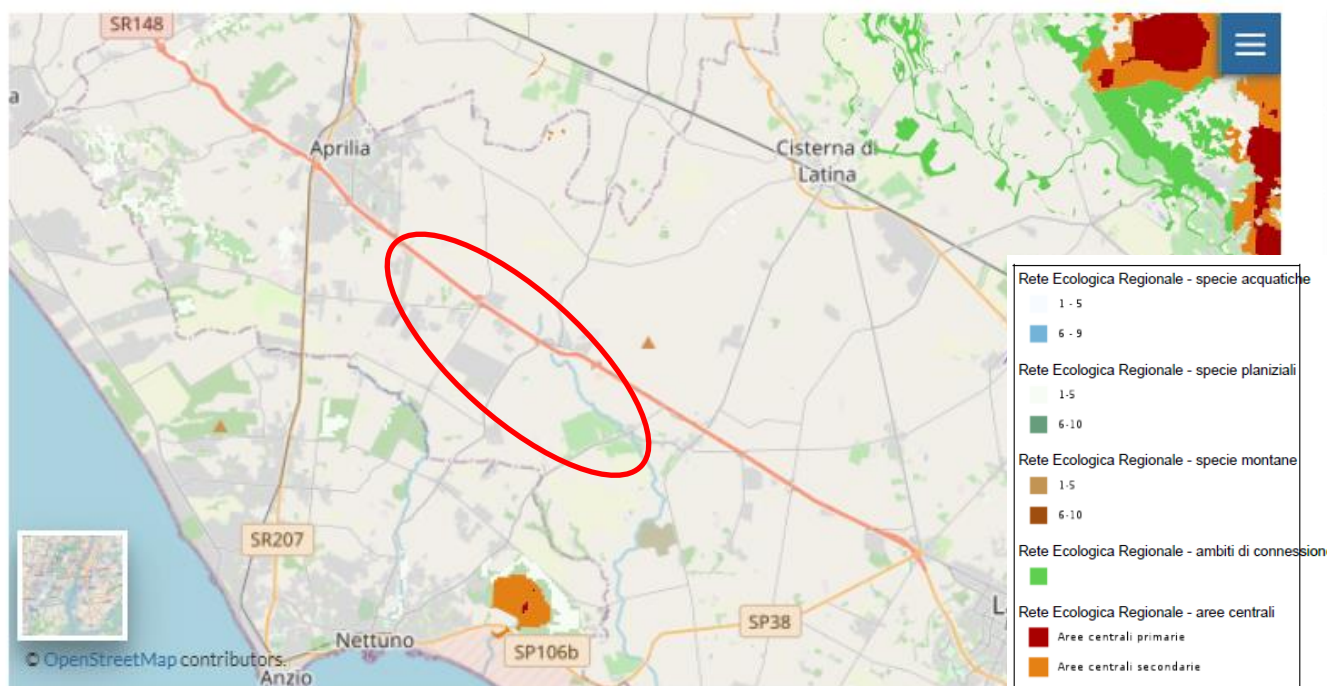 SR148
a
Aprilia
Cisterna di
Latina
SR207
Nettuno
Anzio
SP106b
SP38
L
© OpenStreetMap contributors.
Rete Ecologica Regionale - specie acquatiche
1 - 5
6 - 9
Rete Ecologica Regionale - specie planiziali
1-5
6-10
Rete Ecologica Regionale - specie montane
1-5
6-10
Rete Ecologica Regionale - ambiti di connession
Rete Ecologica Regionale - aree centrali
Aree centrali primarie
Aree centrali secondarie